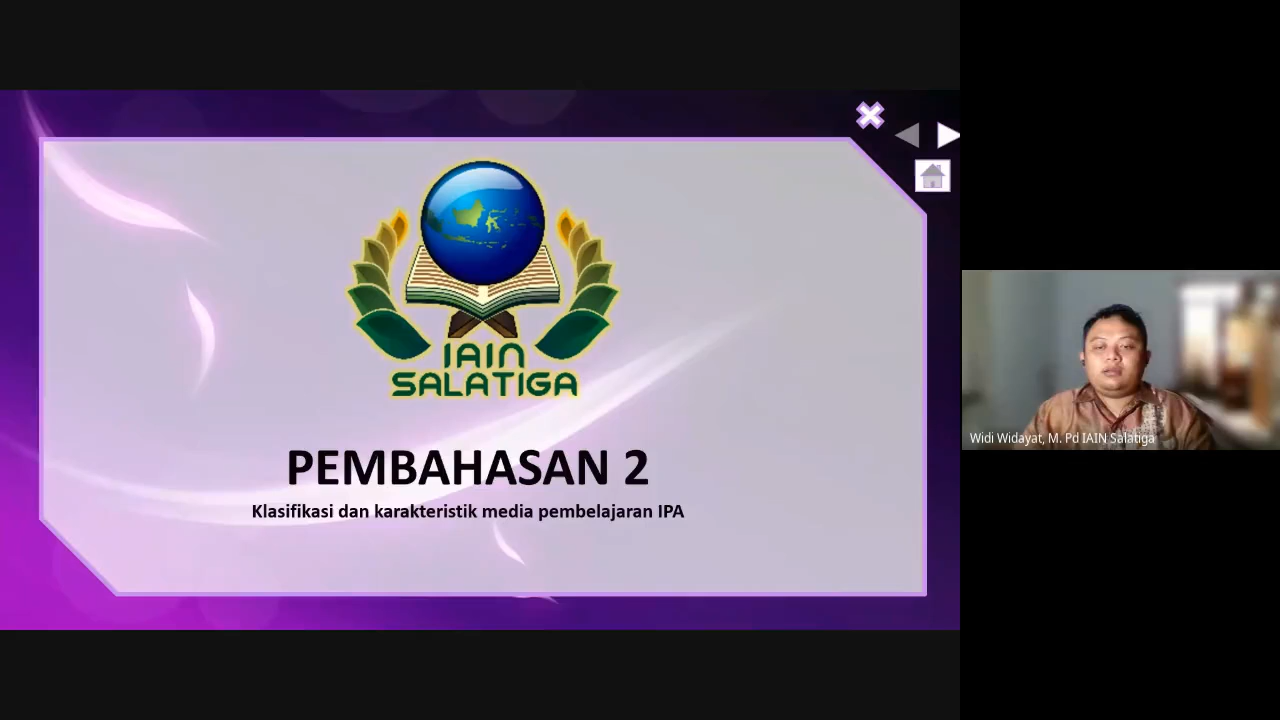 IAIN
SALATIGA
PEMBAHASAN 2
Klasifikasi dan karakteristik media pembelajaran IPA
Widi Widayat, M. Pd IAIN Salatiga